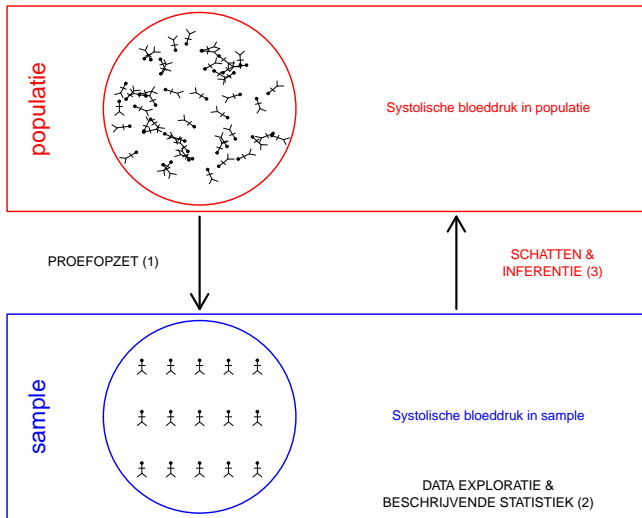 populatie
Systolische bloeddruk in populatie
PROEFOPZET (1)
SCHATTEN &
INFERENTIE (3)
sample
Systolische bloeddruk in sample
DATA EXPLORATIE &
BESCHRIJVENDE STATISTIEK (2)